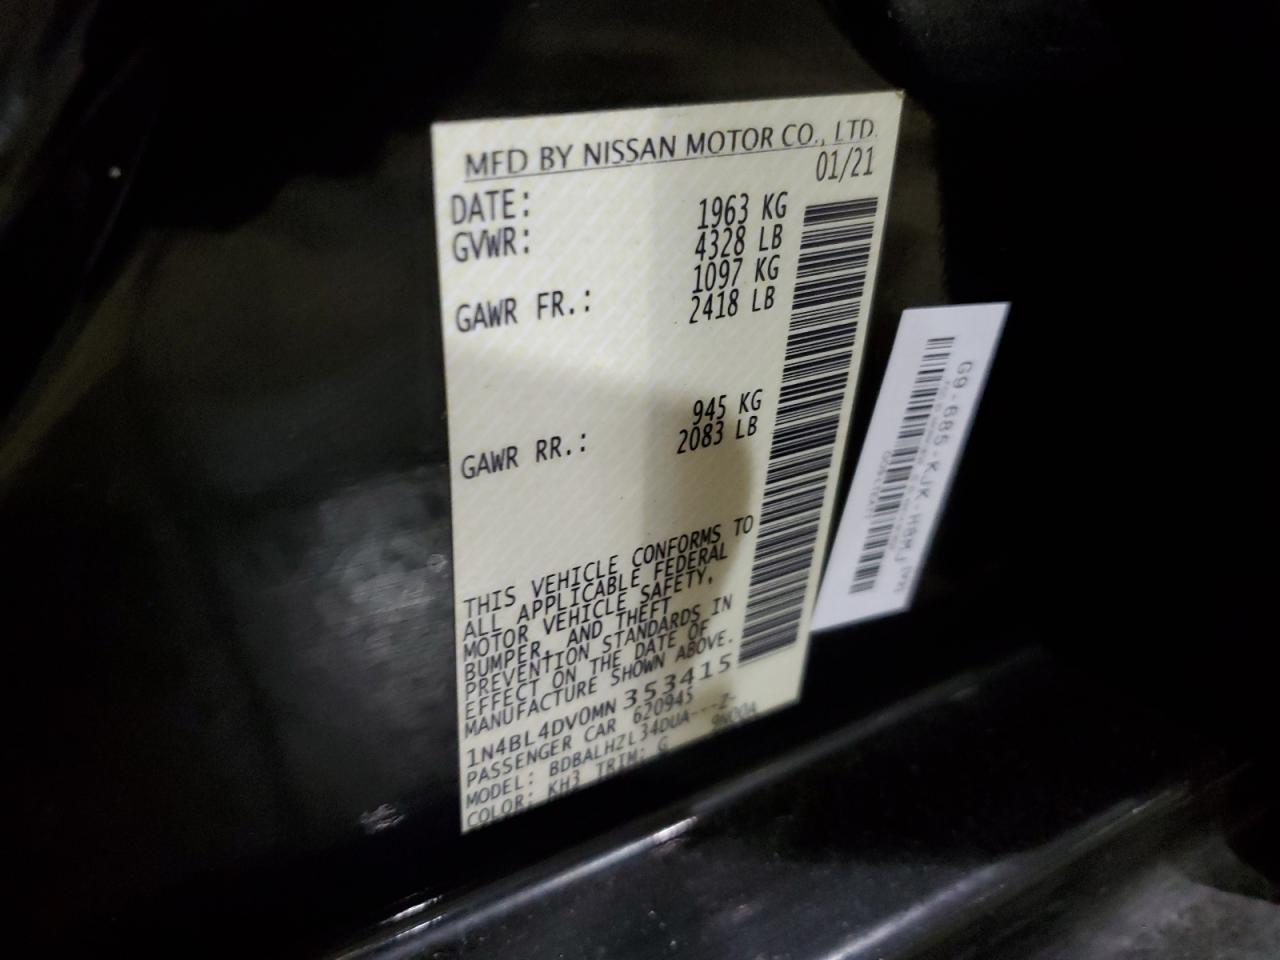 MFD BY NISSAN MOTOR CO., LTD.
DATE: 01/21
GVWR: 1963 KG
4328 LB
GAWR FR.: 1097 KG
2418 LB
GAWR RR.: 945 KG
2083 LB
THIS VEHICLE CONFORMS TO
ALL APPLICABLE FEDERAL
MOTOR VEHICLE SAFETY,
BUMPER, AND THEFT
PREVENTION STANDARDS IN
EFFECT ON THE DATE OF
MANUFACTURE SHOWN ABOVE.
1N4BL4DV0MN353415
PASSENGER CAR 620945
MODEL: BDBALHZL34DUA---Z-
COLOR: KH3 TRIM: G
G9-685-KJK-H8MJ